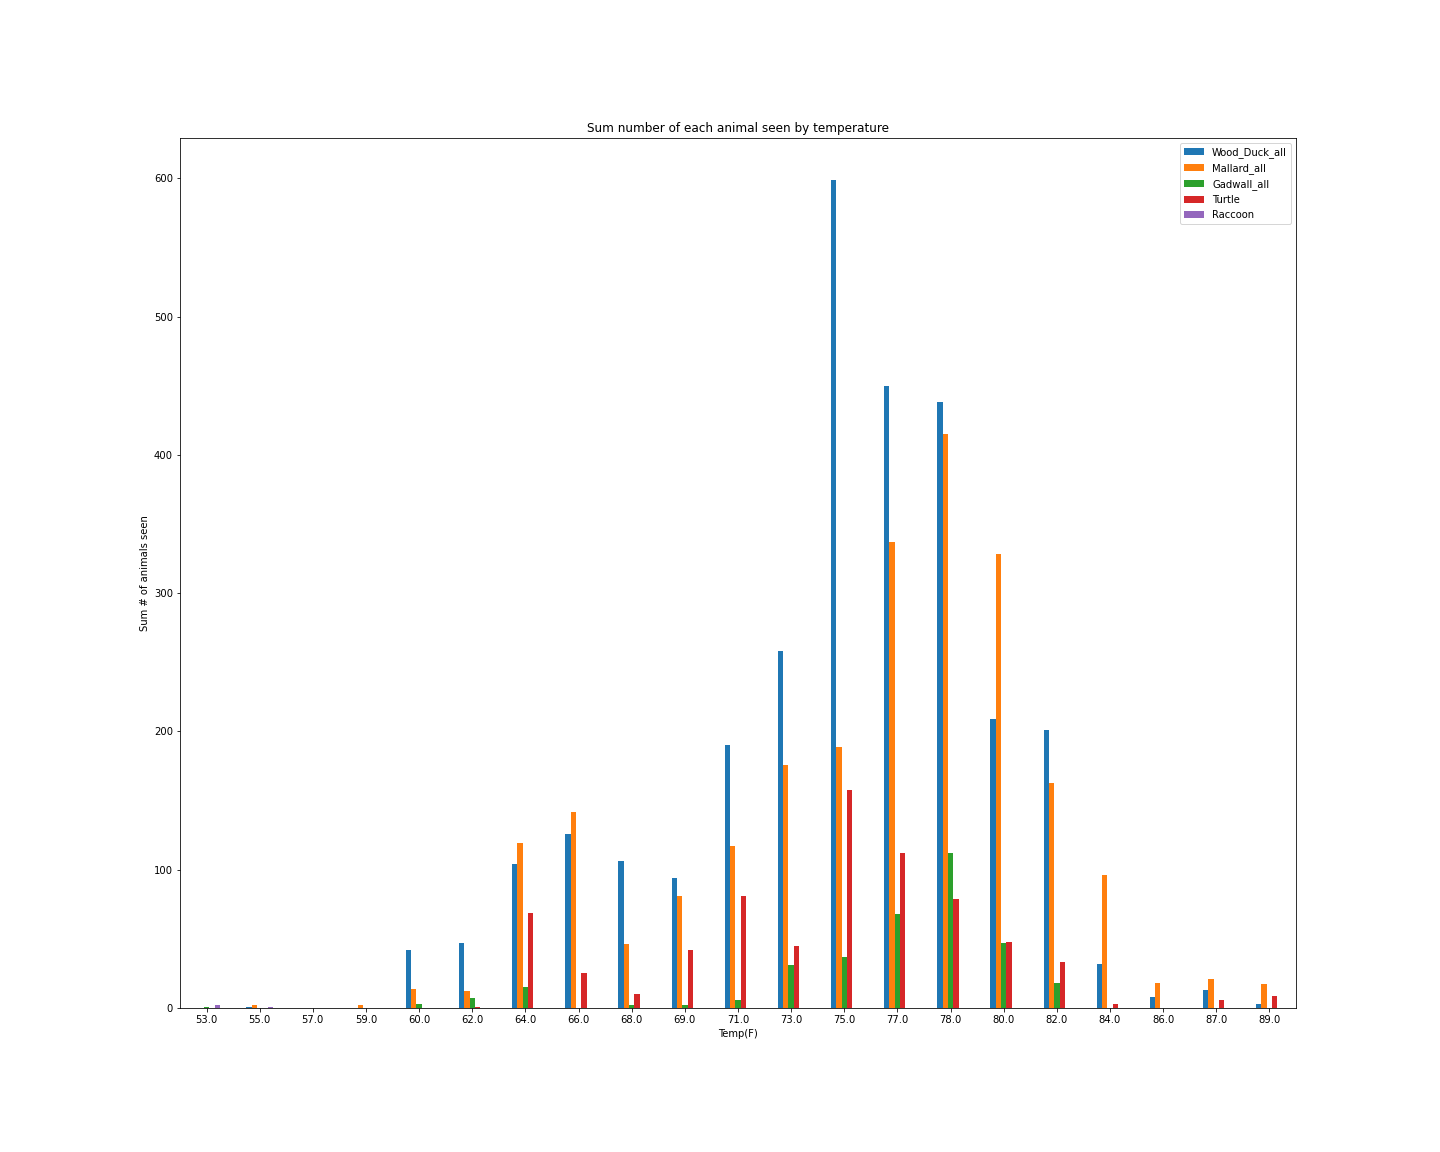 Sum number of each animal seen by temperature
Wood_Duck_all
Mallard_all
Gadwall_all
Turtle
Raccoon
600
500
400
300
200
100
0
Sum # of animals seen
53.0 55.0 57.0 59.0 60.0 62.0 64.0 66.0 68.0 69.0 71.0 73.0 75.0 77.0 78.0 80.0 82.0 84.0 86.0 87.0 89.0
Temp(F)